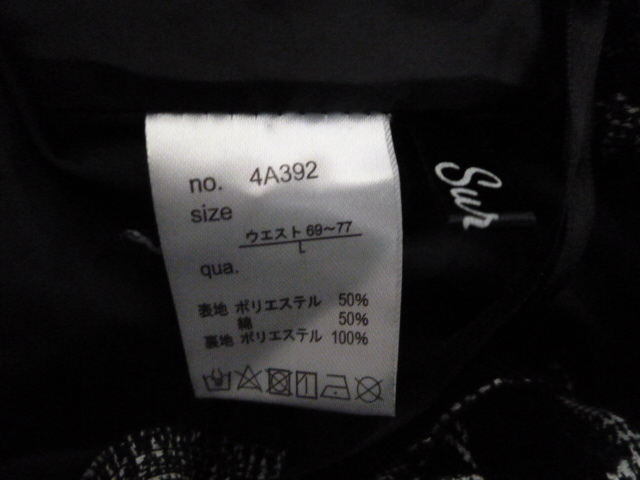 no. 4A392
size
ウエスト 69～77
L
qua.
表地 ポリエステル 50%
綿 50%
裏地 ポリエステル 100%
Sur